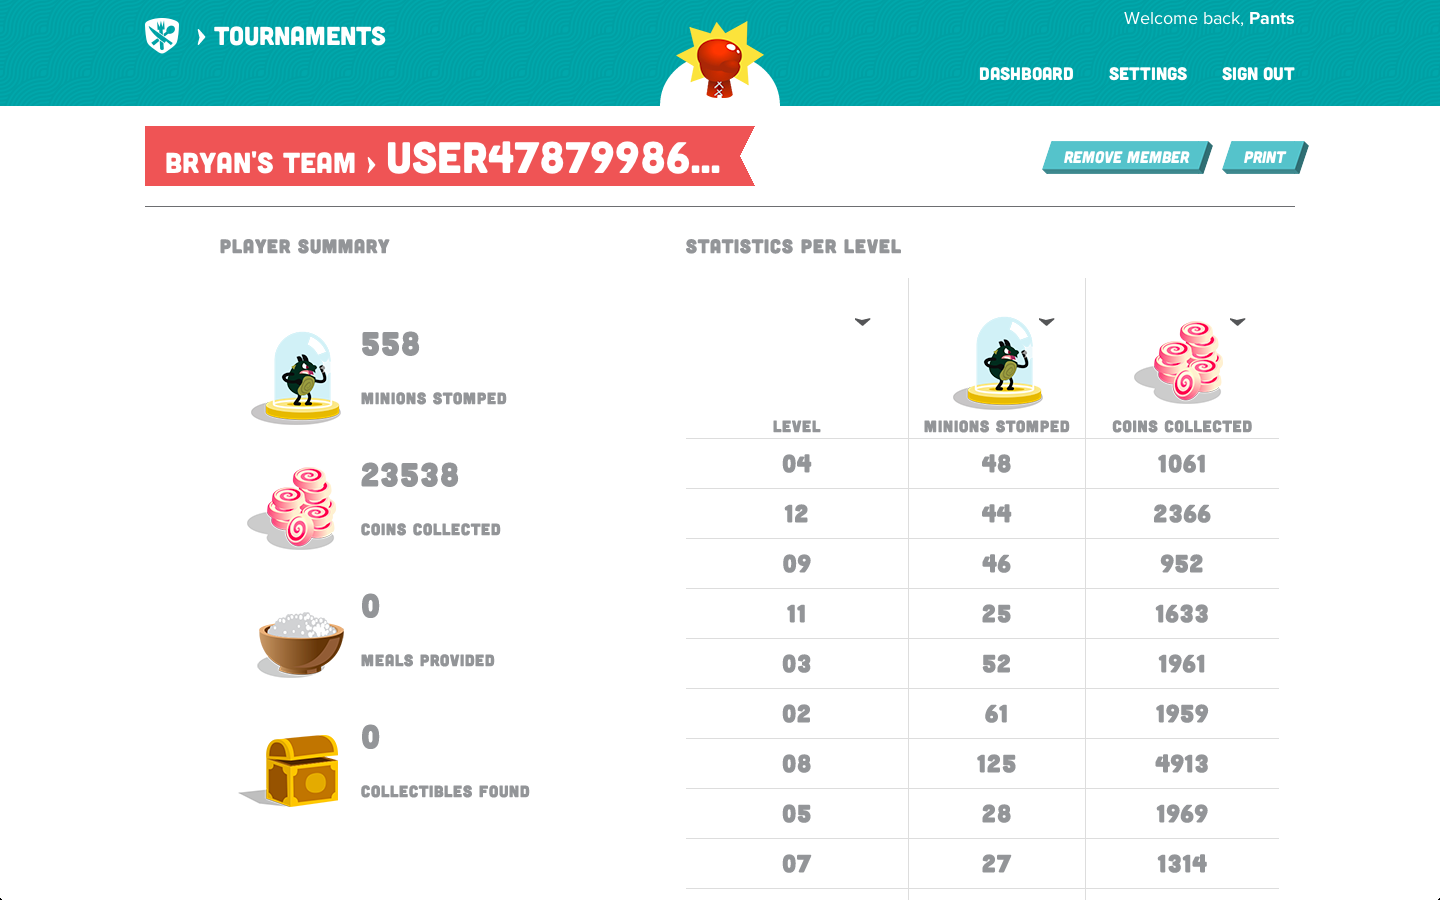 Welcome back, Pants
› TOURNAMENTS
DASHBOARD SETTINGS SIGN OUT
BRYAN'S TEAM › USER47879986...
REMOVE MEMBER PRINT
PLAYER SUMMARY
558
MINIONS STOMPED
23538
COINS COLLECTED
0
MEALS PROVIDED
0
COLLECTIBLES FOUND
STATISTICS PER LEVEL
LEVEL MINIONS STOMPED COINS COLLECTED
04 48 1061
12 44 2366
09 46 952
11 25 1633
03 52 1961
02 61 1959
08 125 4913
05 28 1969
07 27 1314